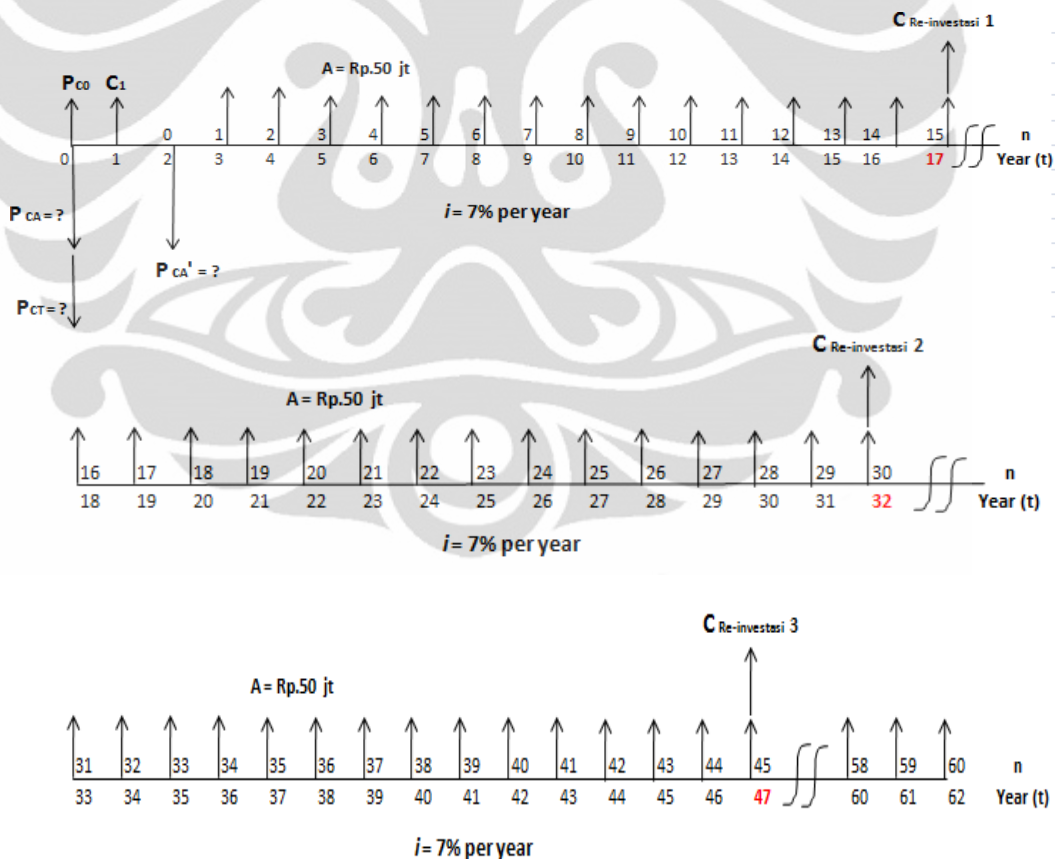 C Re-investasi 1
A = Rp.50 jt
PC0 C1
0 1 2 3 4 5 6 7 8 9 10 11 12 13 14 15 n
0 1 2 3 4 5 6 7 8 9 10 11 12 13 14 15 16 17 Year (t)
P CA = ?
i = 7% per year
P CA' = ?
PCT = ?
C Re-investasi 2
A = Rp.50 jt
16 17 18 19 20 21 22 23 24 25 26 27 28 29 30 n
18 19 20 21 22 23 24 25 26 27 28 29 30 31 32 Year (t)
i = 7% per year
C Re-investasi 3
A = Rp.50 jt
31 32 33 34 35 36 37 38 39 40 41 42 43 44 45 58 59 60 n
33 34 35 36 37 38 39 40 41 42 43 44 45 46 47 60 61 62 Year (t)
i = 7% per year